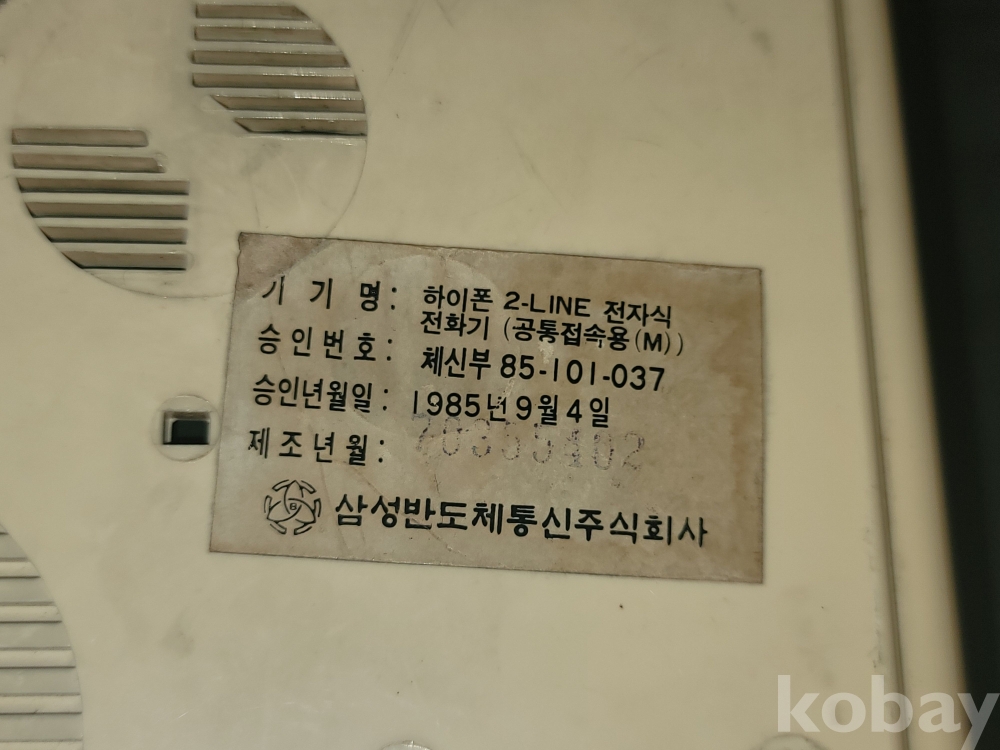 기기명: 하이폰 2-LINE 전자식
전화기 (공통접속용(M))
승인번호: 체신부 85-101-037
승인년월일: 1985년 9월 4일
제조년월:
삼성반도체통신주식회사
kobay